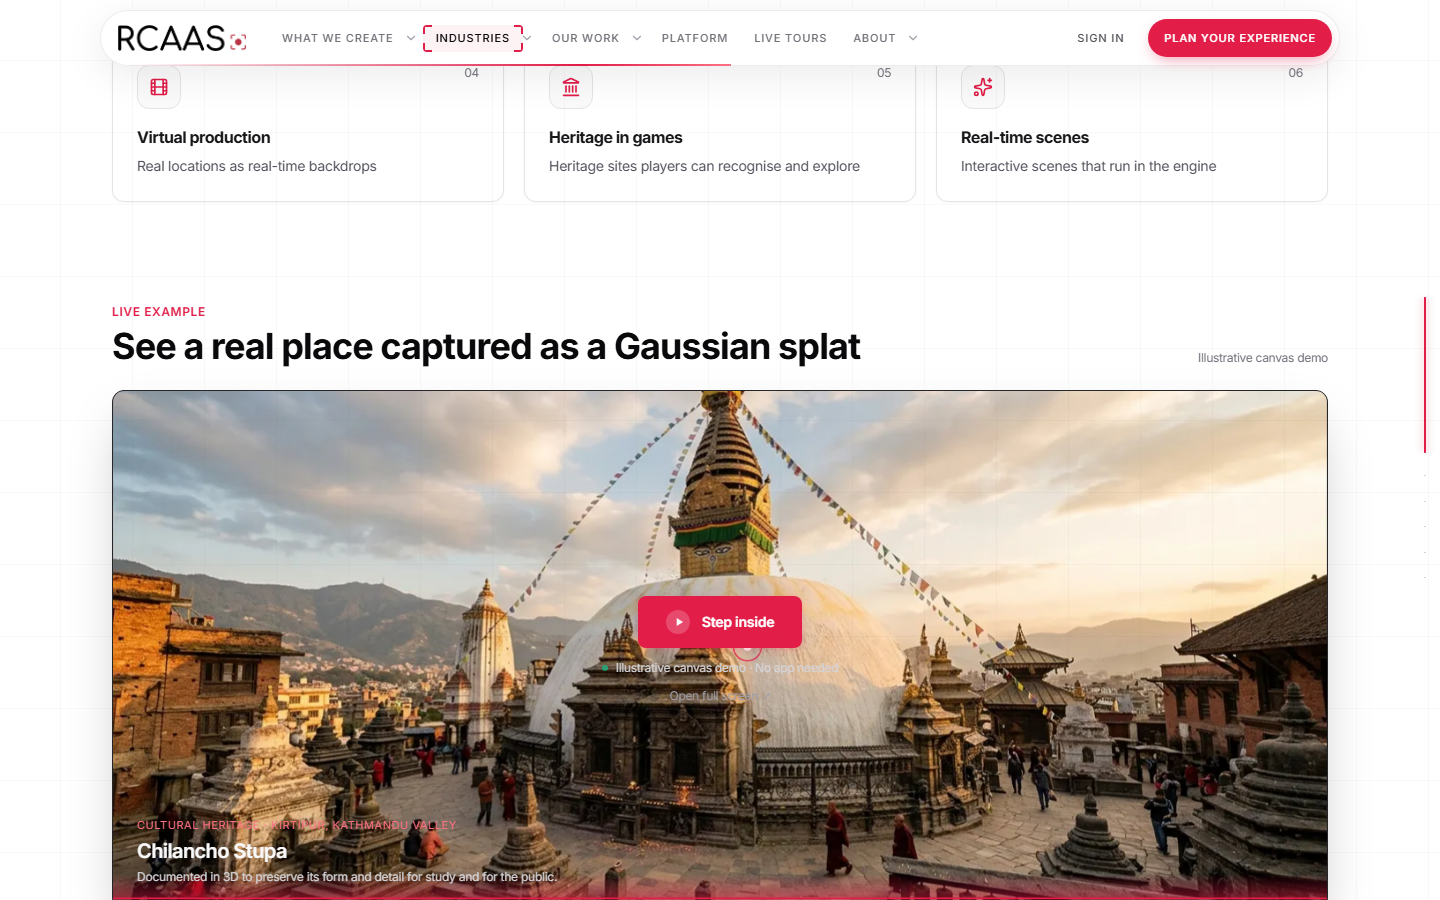 RCAAS
WHAT WE CREATE
INDUSTRIES
OUR WORK
PLATFORM
LIVE TOURS
ABOUT
SIGN IN
PLAN YOUR EXPERIENCE
04
Virtual production
Real locations as real-time backdrops
05
Heritage in games
Heritage sites players can recognise and explore
06
Real-time scenes
Interactive scenes that run in the engine
LIVE EXAMPLE
See a real place captured as a Gaussian splat
Illustrative canvas demo
Step inside
Illustrative canvas demo · No app needed
Open full screen
CULTURAL HERITAGE · KIRTIPUR, KATHMANDU VALLEY
Chilancho Stupa
Documented in 3D to preserve its form and detail for study and for the public.